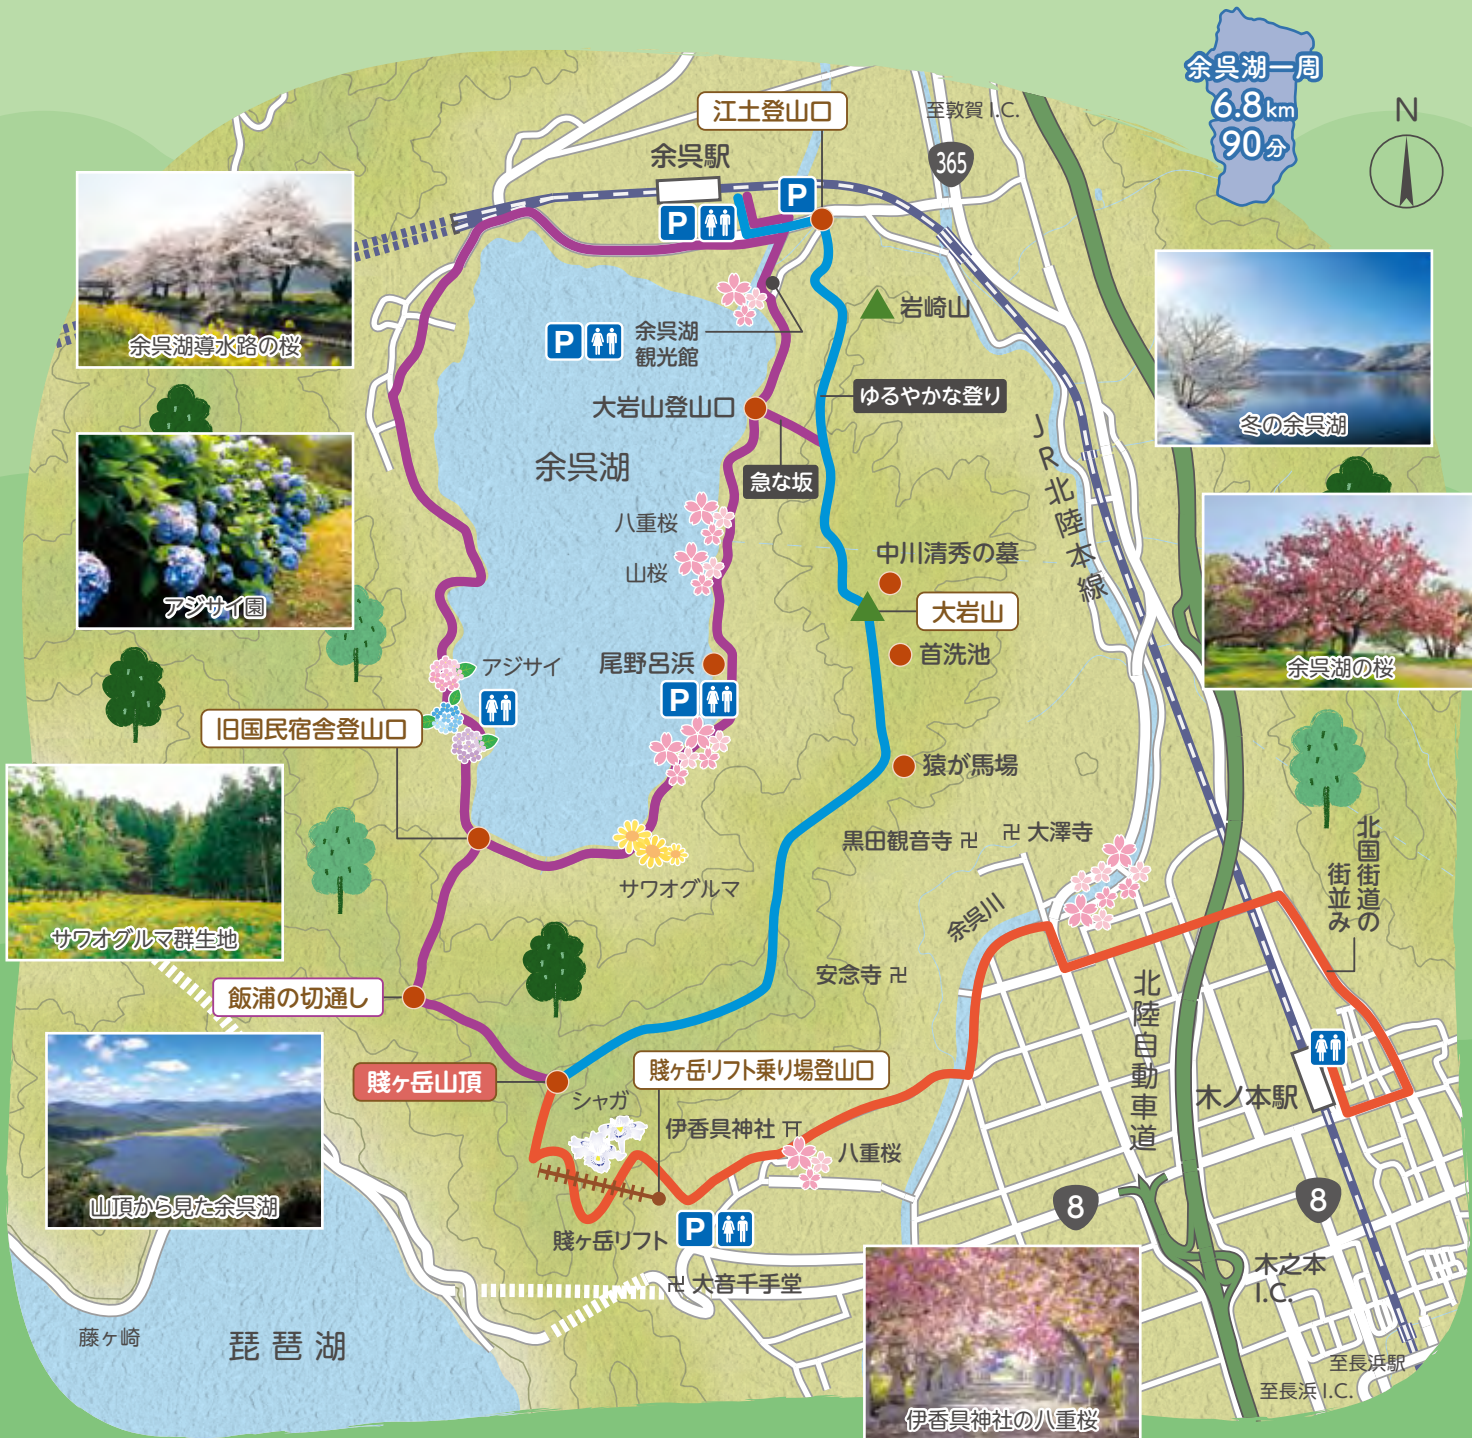 余呉湖一周
6.8km
90分
N
江土登山口
至敦賀 I.C.
365
余呉駅
P
P
余呉湖導水路の桜
岩崎山
P
余呉湖
観光館
ゆるやかな登り
冬の余呉湖
大岩山登山口
余呉湖
急な坂
JR北陸本線
八重桜
山桜
中川清秀の墓
大岩山
アジサイ園
アジサイ
尾野呂浜
首洗池
余呉湖の桜
P
旧国民宿舎登山口
猿が馬場
黒田観音寺 卍
卍 大澤寺
北国街道の
街並み
サワオグルマ
余呉川
サワオグルマ群生地
安念寺 卍
飯浦の切通し
北陸自動車道
賤ヶ岳リフト乗り場登山口
賤ヶ岳山頂
シャガ
木ノ本駅
伊香具神社
八重桜
山頂から見た余呉湖
8
8
P
賤ヶ岳リフト
卍 大音千手堂
木之本
I.C.
藤ヶ崎
琵琶湖
至長浜駅
至長浜 I.C.
伊香具神社の八重桜